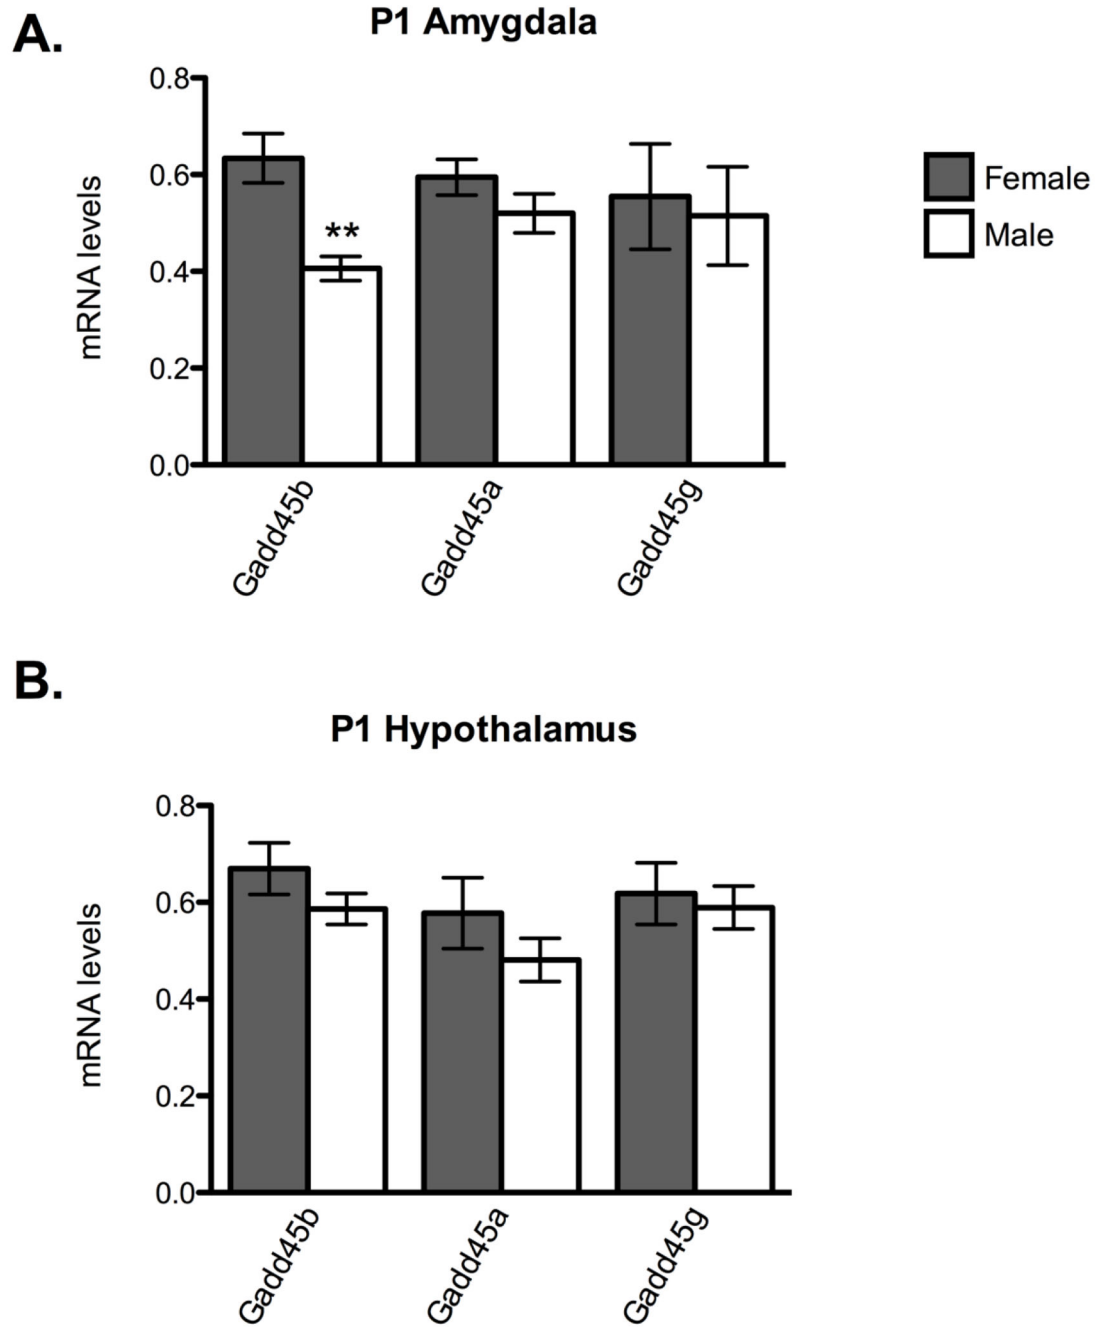 A.
P1 Amygdala
0.8
0.6
0.4
0.2
0.0
mRNA levels
**
Gadd45b
Gadd45a
Gadd45g
Female
Male
B.
P1 Hypothalamus
0.8
0.6
0.4
0.2
0.0
mRNA levels
Gadd45b
Gadd45a
Gadd45g